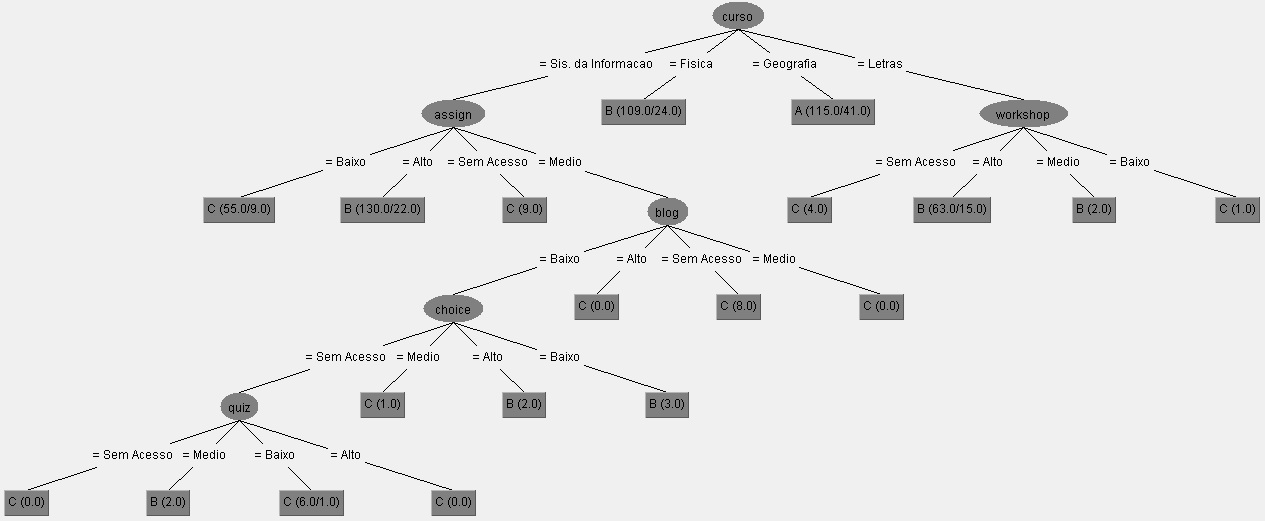 curso
= Sis. da Informacao = Fisica = Geografia = Letras
assign B (109.0/24.0) A (115.0/41.0) workshop
= Baixo = Alto = Sem Acesso = Medio = Sem Acesso = Alto = Medio = Baixo
C (55.0/9.0) B (130.0/22.0) C (9.0) blog C (4.0) B (63.0/15.0) B (2.0) C (1.0)
= Baixo = Alto = Sem Acesso = Medio
choice C (0.0) C (8.0) C (0.0)
= Sem Acesso = Medio = Alto = Baixo
quiz C (1.0) B (2.0) B (3.0)
= Sem Acesso = Medio = Baixo = Alto
C (0.0) B (2.0) C (6.0/1.0) C (0.0)